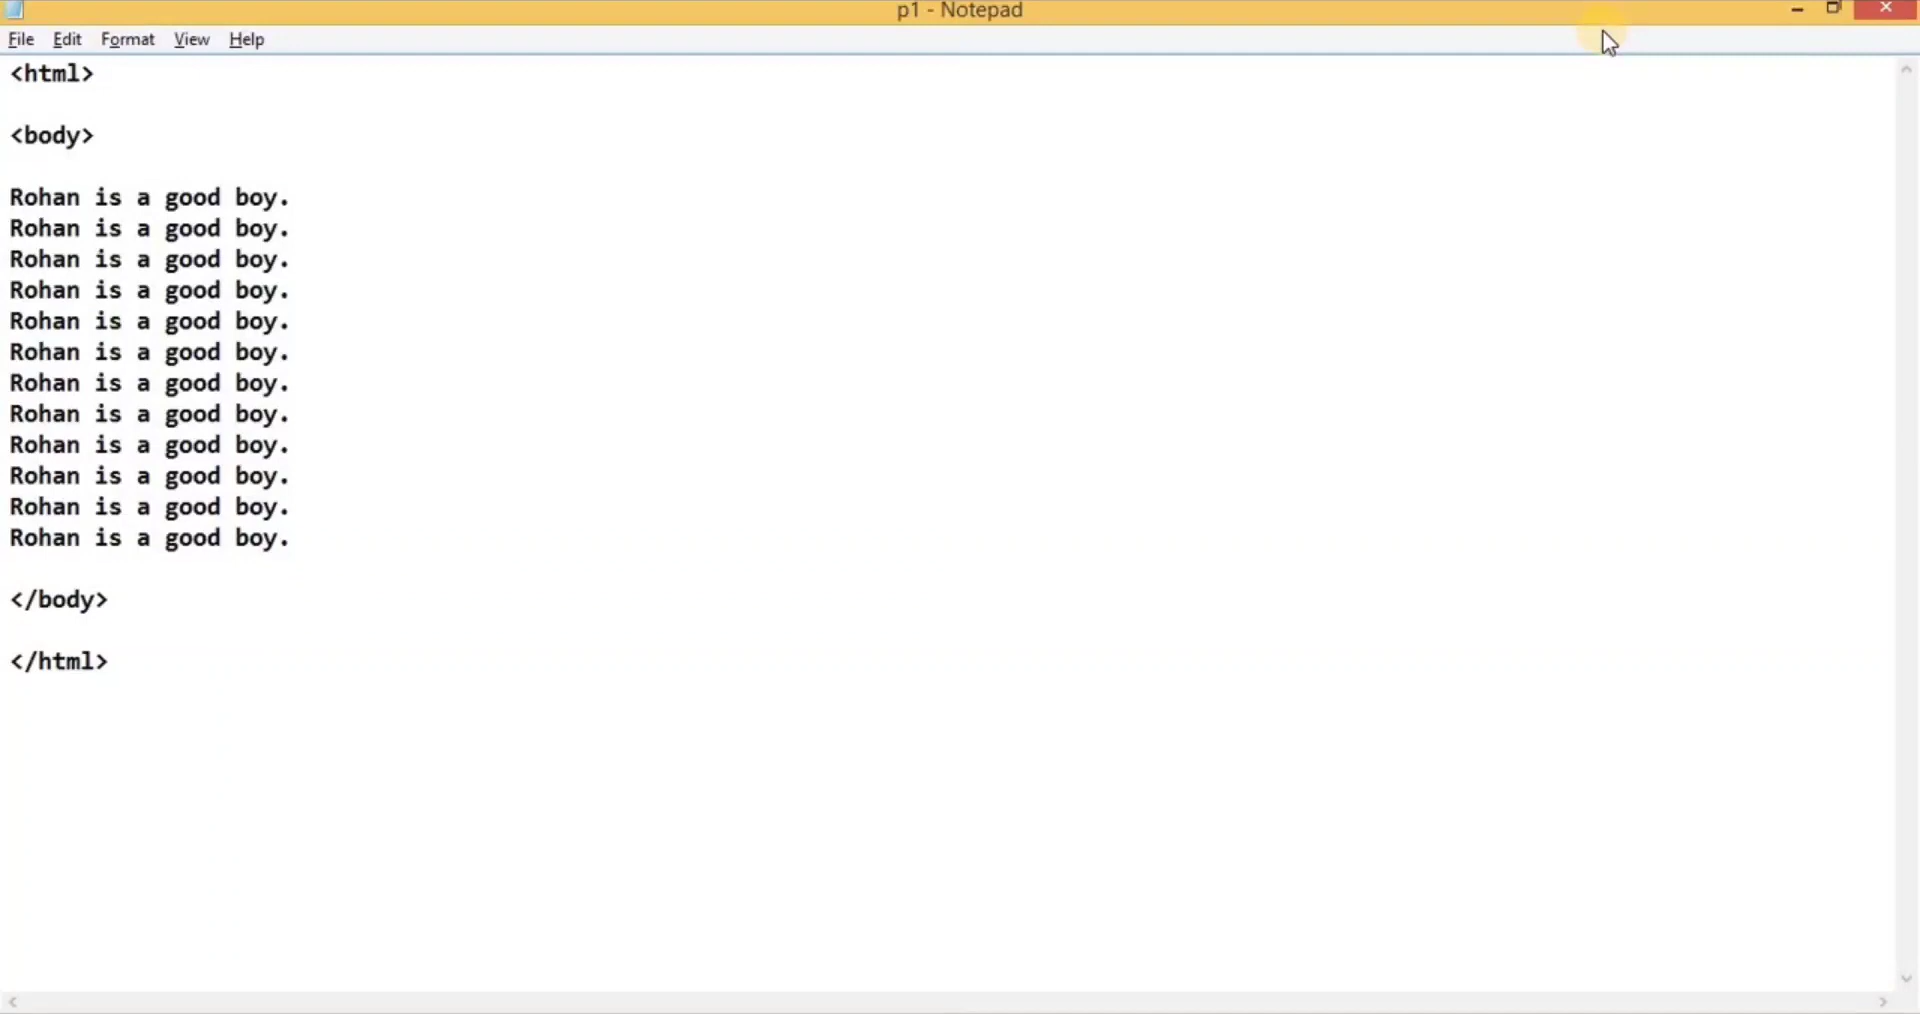 p1 - Notepad
File Edit Format View Help
<html>
<body>
Rohan is a good boy.
Rohan is a good boy.
Rohan is a good boy.
Rohan is a good boy.
Rohan is a good boy.
Rohan is a good boy.
Rohan is a good boy.
Rohan is a good boy.
Rohan is a good boy.
Rohan is a good boy.
Rohan is a good boy.
Rohan is a good boy.
</body>
</html>